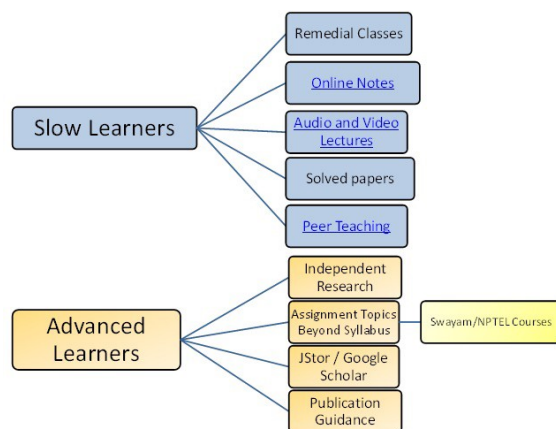 Slow Learners
Remedial Classes
Online Notes
Audio and Video
Lectures
Solved papers
Peer Teaching
Advanced
Learners
Independent
Research
Assignment Topics
Beyond Syllabus
Swayam/NPTEL Courses
JStor / Google
Scholar
Publication
Guidance